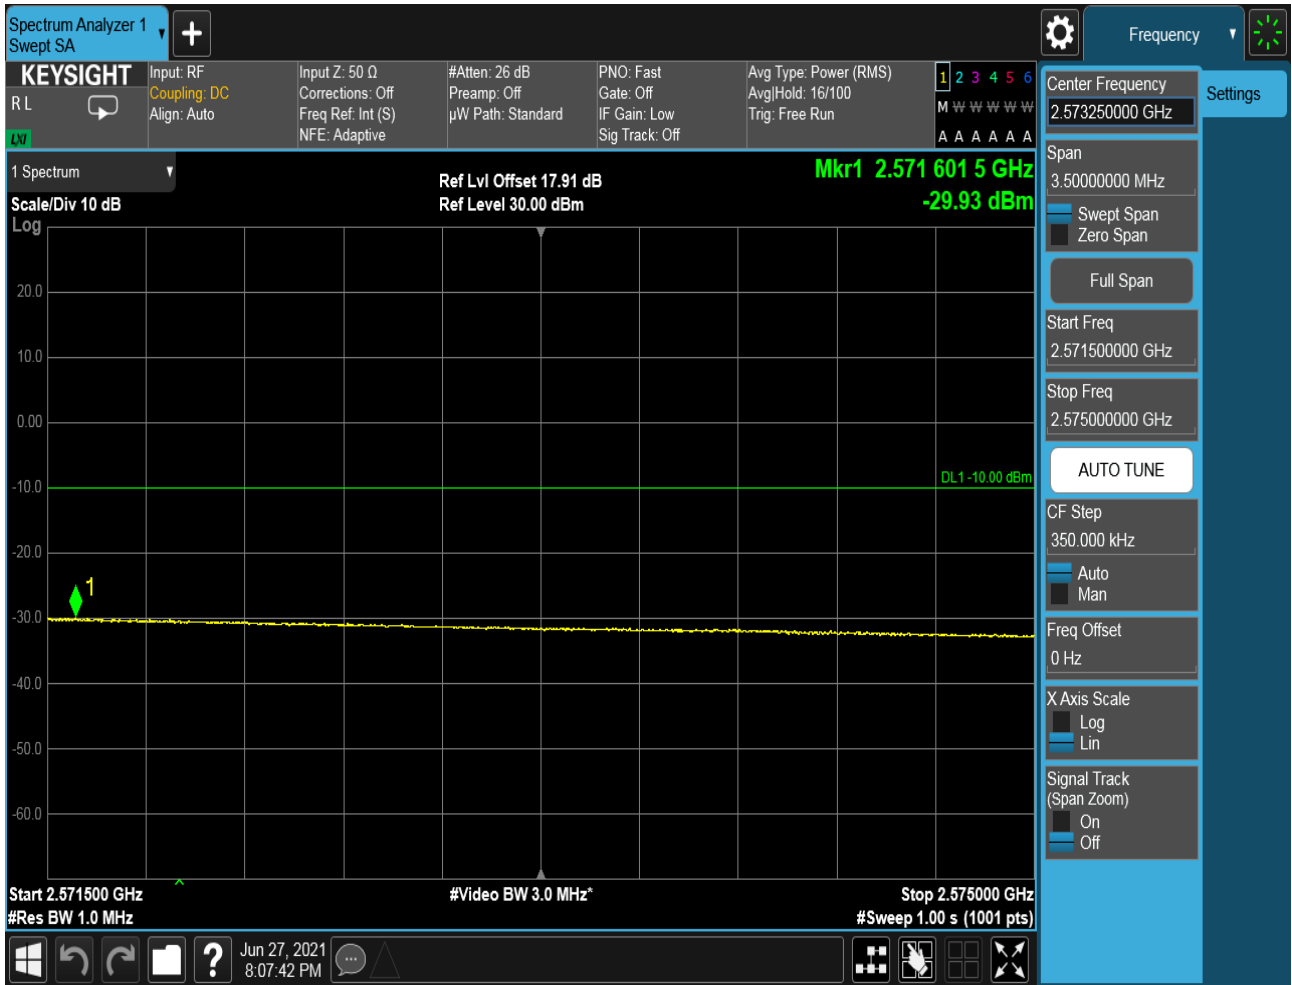 Spectrum Analyzer 1
Swept SA
Frequency
KEYSIGHT
R L
LXI
Input: RF
Coupling: DC
Align: Auto
Input Z: 50 Ω
Corrections: Off
Freq Ref: Int (S)
NFE: Adaptive
#Atten: 26 dB
Preamp: Off
µW Path: Standard
PNO: Fast
Gate: Off
IF Gain: Low
Sig Track: Off
Avg Type: Power (RMS)
Avg|Hold: 16/100
Trig: Free Run
1 2 3 4 5 6
M W W W W W
A A A A A A
1 Spectrum
Scale/Div 10 dB
Log
Ref Lvl Offset 17.91 dB
Ref Level 30.00 dBm
Mkr1 2.571 601 5 GHz
-29.93 dBm
20.0
10.0
0.00
-10.0
-20.0
-30.0
-40.0
-50.0
-60.0
DL1 -10.00 dBm
1
Start 2.571500 GHz
#Res BW 1.0 MHz
#Video BW 3.0 MHz*
Stop 2.575000 GHz
#Sweep 1.00 s (1001 pts)
Jun 27, 2021
8:07:42 PM
?
Center Frequency
2.573250000 GHz
Settings
Span
3.50000000 MHz
Swept Span
Zero Span
Full Span
Start Freq
2.571500000 GHz
Stop Freq
2.575000000 GHz
AUTO TUNE
CF Step
350.000 kHz
Auto
Man
Freq Offset
0 Hz
X Axis Scale
Log
Lin
Signal Track
(Span Zoom)
On
Off